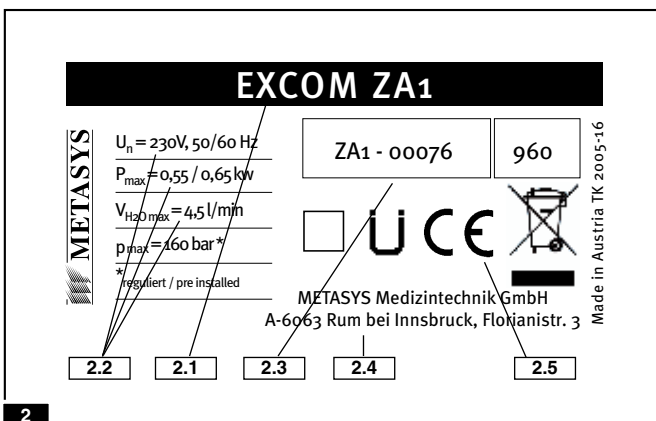 EXCOM ZA1
METASYS
Uₙ = 230V, 50/60 Hz
Pₘₐₓ = 0,55 / 0,65 kw
V_H2O max = 4,5 l/min
pmax = 160 bar *
*reguliert / pre installed
ZA1 - 00076
960
Ü CE
Made in Austria TK 2005-16
METASYS Medizintechnik GmbH
A-6063 Rum bei Innsbruck, Florianistr. 3
2.2
2.1
2.3
2.4
2.5
2